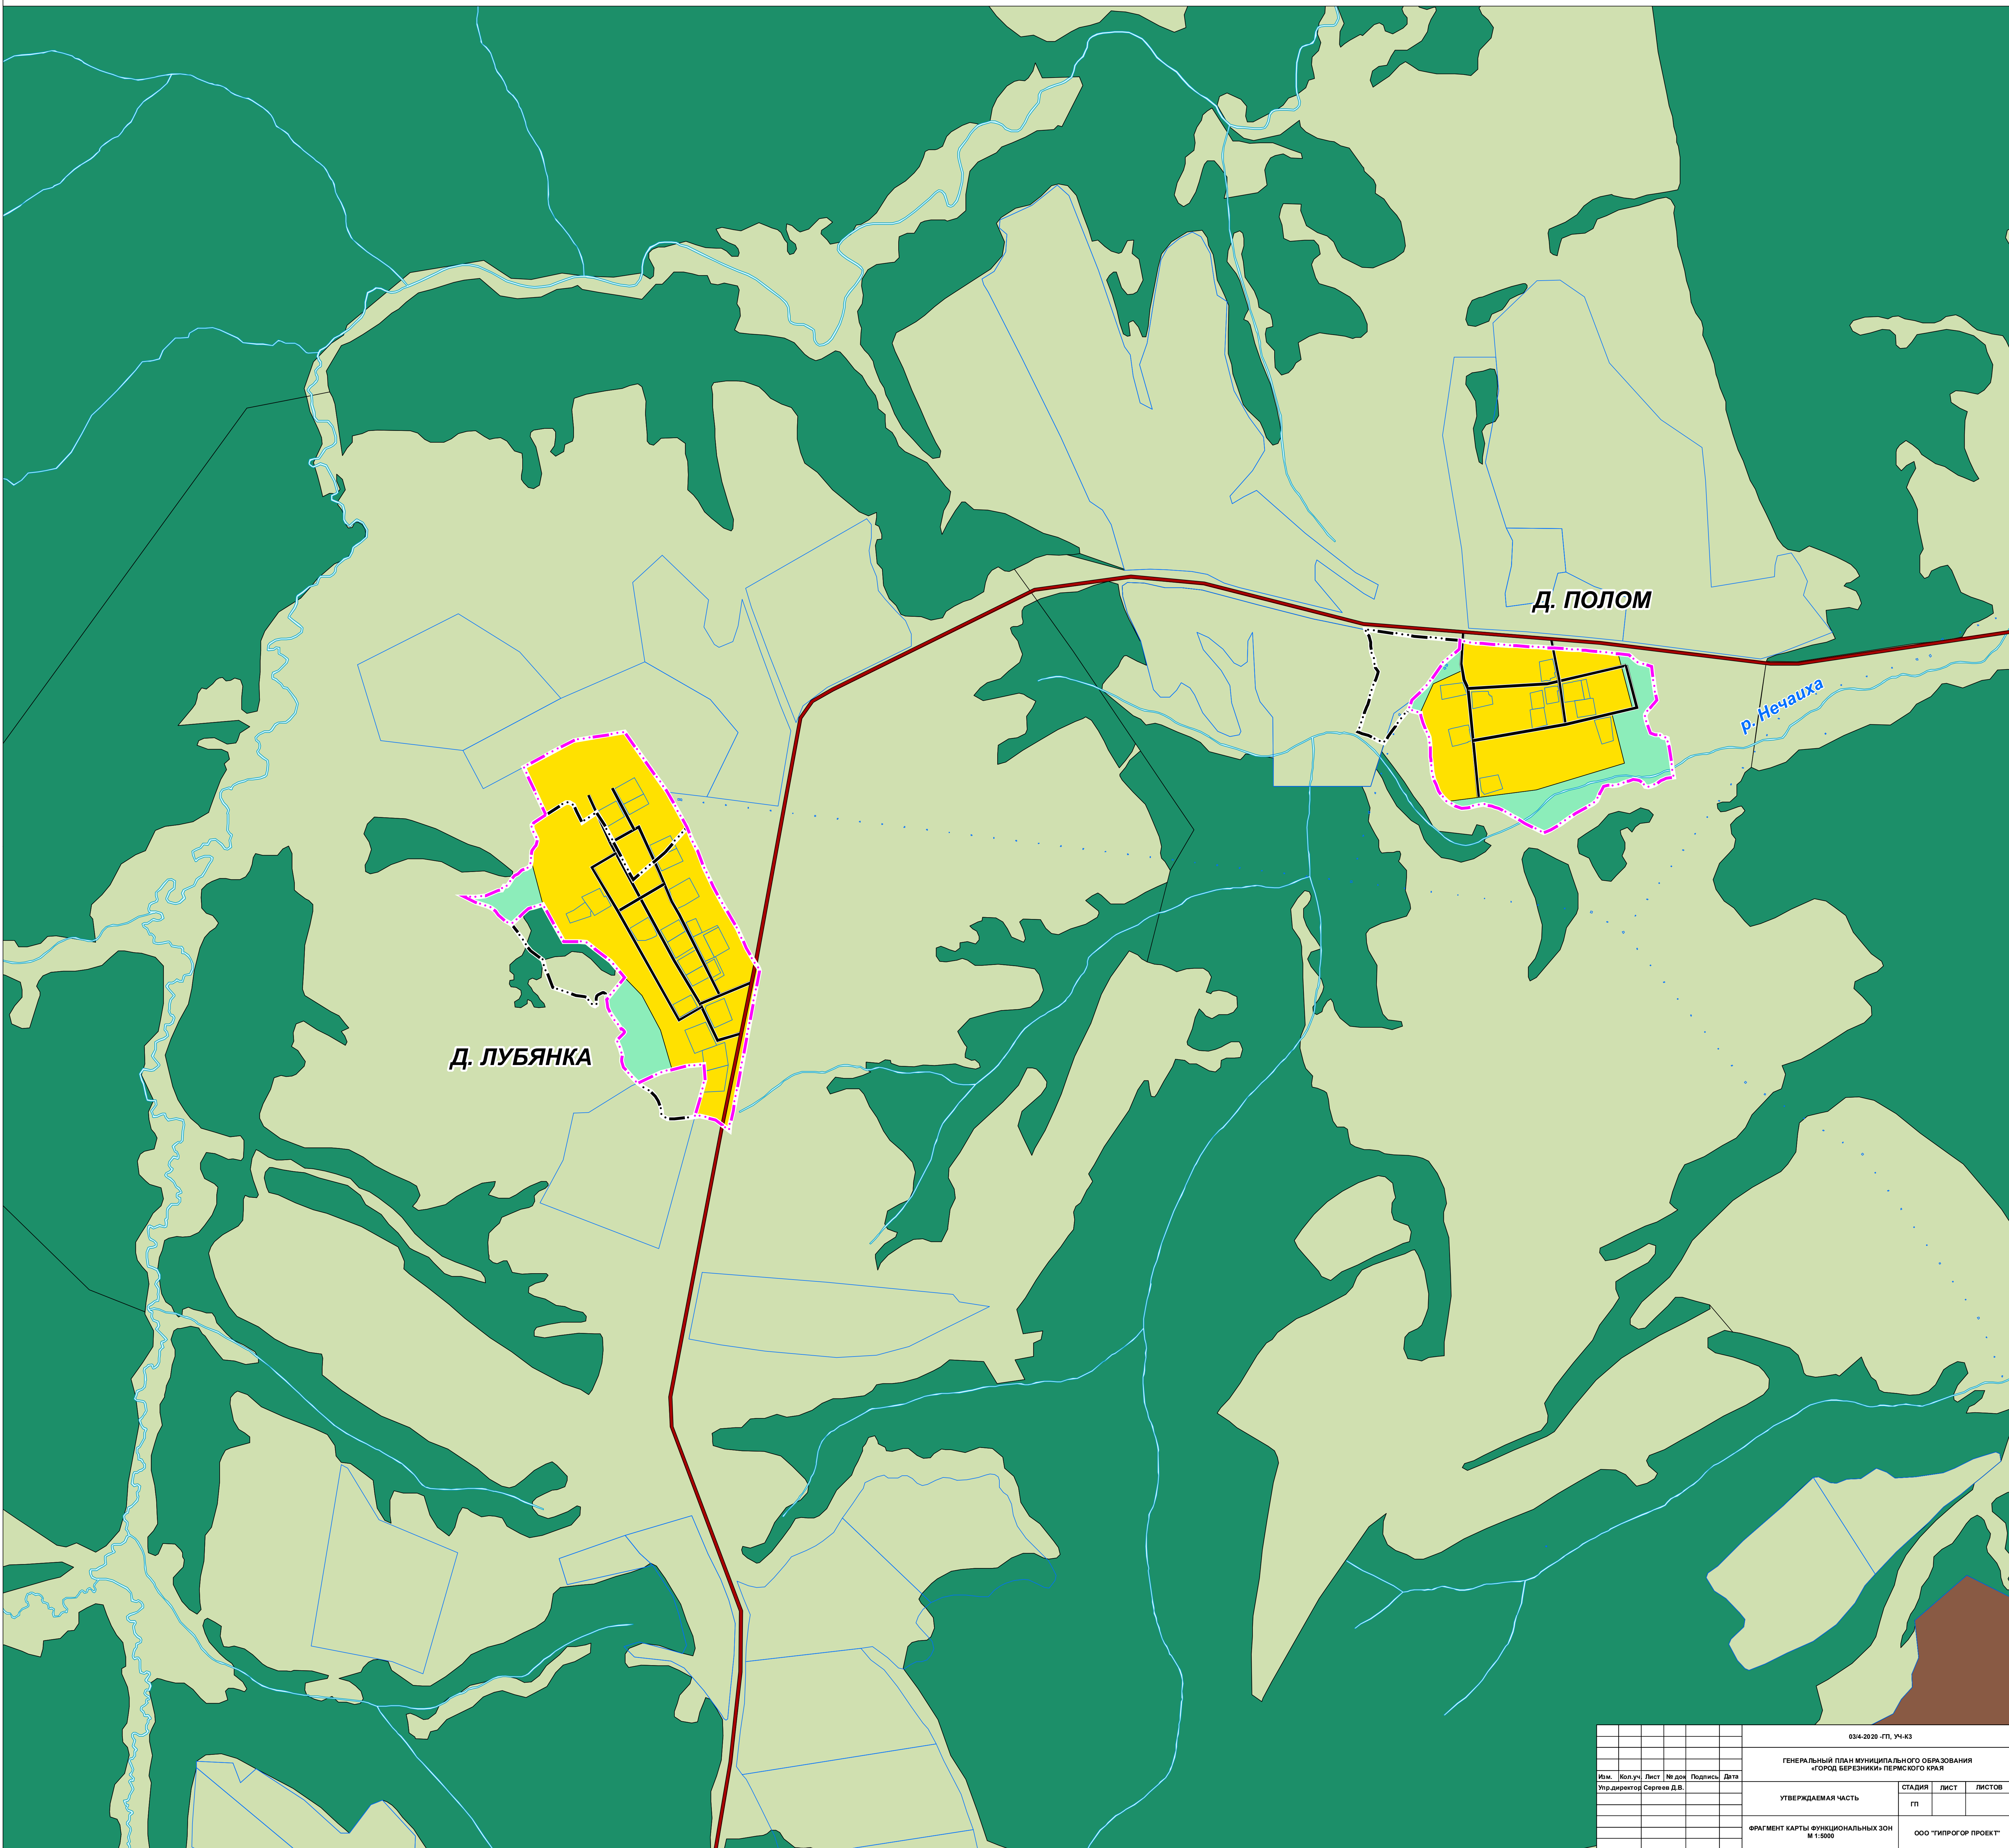 Д. ПОЛОМ
р. Нечаиха
Д. ЛУБЯНКА
03/4-2020 -ГП, УЧ-КЗ
ГЕНЕРАЛЬНЫЙ ПЛАН МУНИЦИПАЛЬНОГО ОБРАЗОВАНИЯ
«ГОРОД БЕРЕЗНИКИ» ПЕРМСКОГО КРАЯ
Изм. Кол.уч Лист № док Подпись Дата
Упр.директор Сергеев Д.В.
УТВЕРЖДАЕМАЯ ЧАСТЬ
СТАДИЯ ЛИСТ ЛИСТОВ
ГП
ФРАГМЕНТ КАРТЫ ФУНКЦИОНАЛЬНЫХ ЗОН
М 1:5000
ООО "ГИПРОГОР ПРОЕКТ"